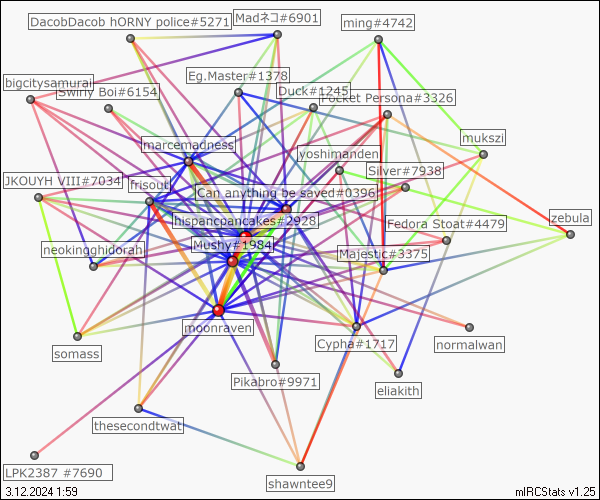 DacobDacob hORNY police#5271
Madネコ#6901
ming#4742
Eg.Master#1378
bigcitysamurai
Swirly Boi#6154
Duck#1245
Pocket Persona#3326
mukszi
marcemadness
yoshimanden
Silver#7938
JKOUYH VIII#7034
frisout
Can anything be saved#0396
zebula
hispancpancakes#2928
Fedora Stoat#4479
neokingghidorah
Mushy#1984
Majestic#3375
moonraven
somass
Cypha#1717
normalwan
Pikabro#9971
eliakith
thesecondtwat
LPK2387 #7690
shawntee9
3.12.2024 1:59
mIRCStats v1.25